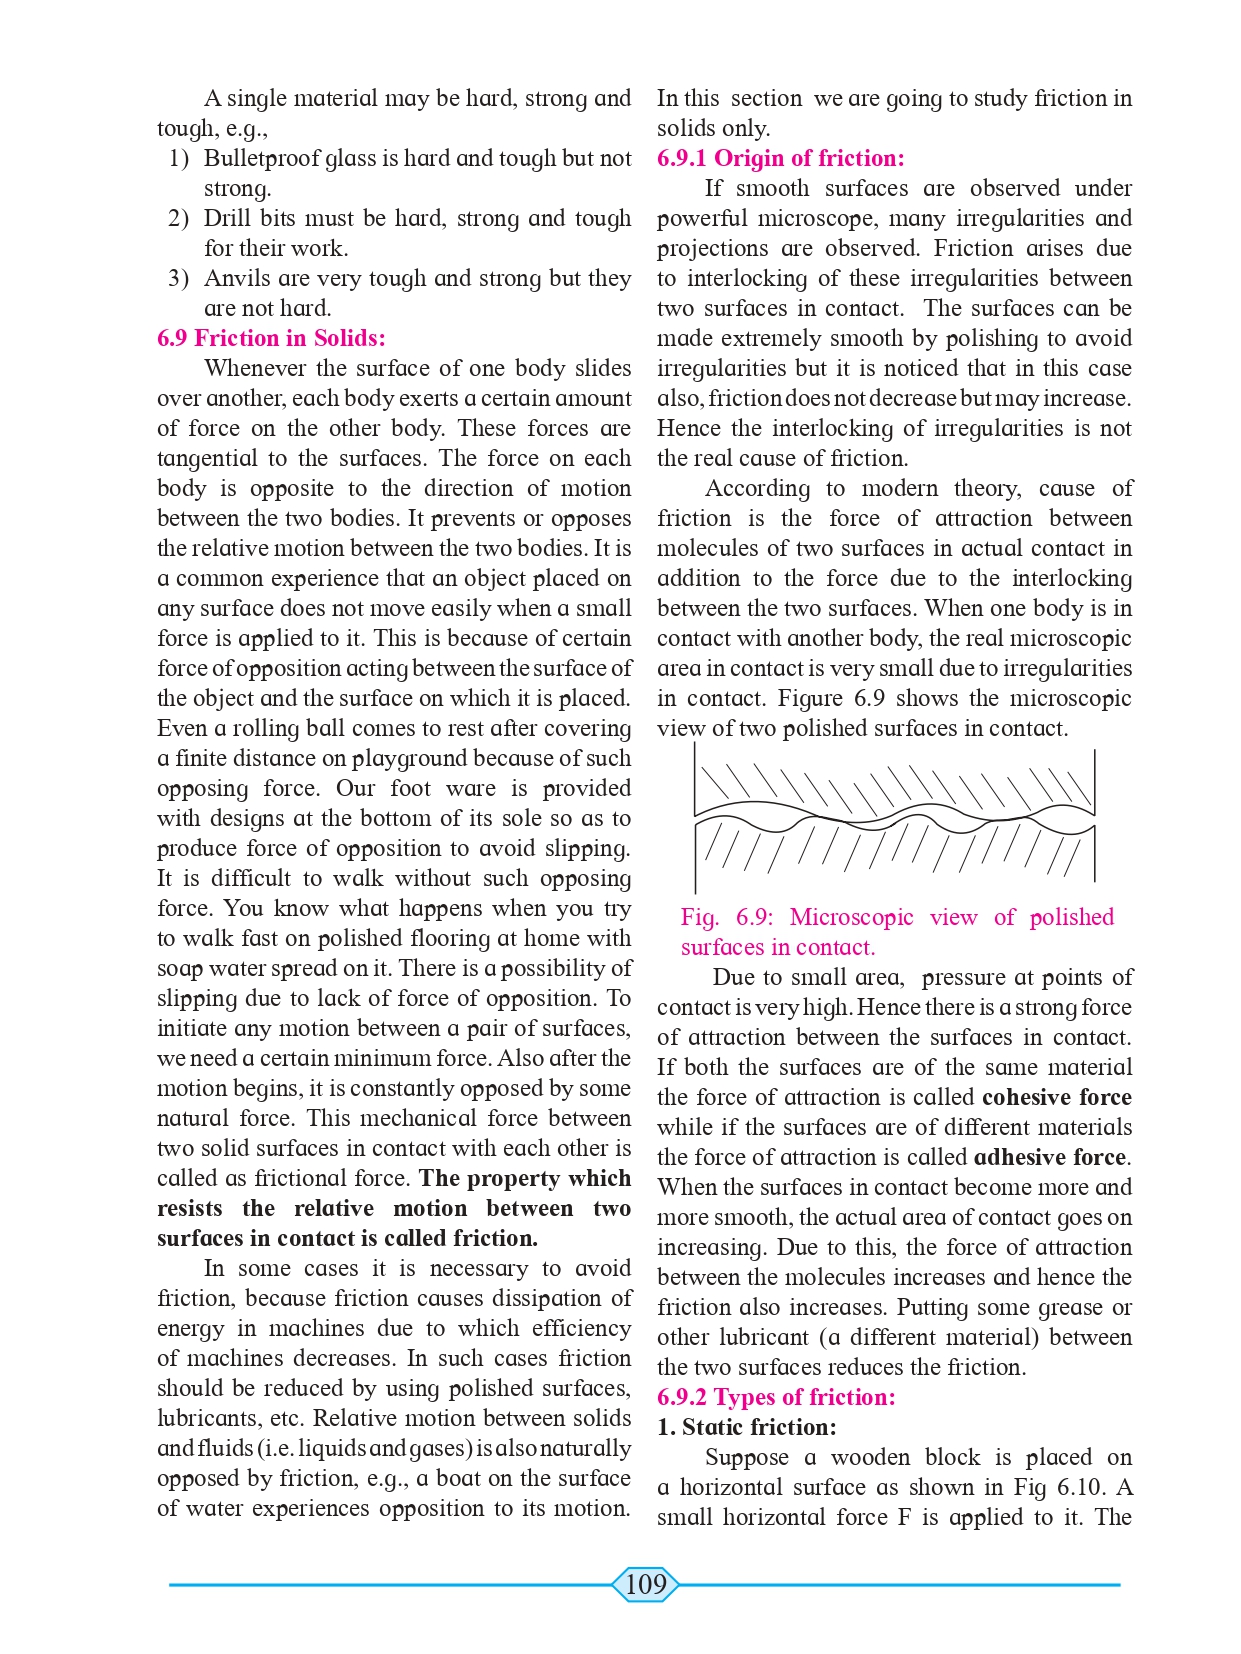 A single material may be hard, strong and
tough, e.g.,
1) Bulletproof glass is hard and tough but not
strong.
2) Drill bits must be hard, strong and tough
for their work.
3) Anvils are very tough and strong but they
are not hard.
6.9 Friction in Solids:
Whenever the surface of one body slides
over another, each body exerts a certain amount
of force on the other body. These forces are
tangential to the surfaces. The force on each
body is opposite to the direction of motion
between the two bodies. It prevents or opposes
the relative motion between the two bodies. It is
a common experience that an object placed on
any surface does not move easily when a small
force is applied to it. This is because of certain
force of opposition acting between the surface of
the object and the surface on which it is placed.
Even a rolling ball comes to rest after covering
a finite distance on playground because of such
opposing force. Our foot ware is provided
with designs at the bottom of its sole so as to
produce force of opposition to avoid slipping.
It is difficult to walk without such opposing
force. You know what happens when you try
to walk fast on polished flooring at home with
soap water spread on it. There is a possibility of
slipping due to lack of force of opposition. To
initiate any motion between a pair of surfaces,
we need a certain minimum force. Also after the
motion begins, it is constantly opposed by some
natural force. This mechanical force between
two solid surfaces in contact with each other is
called as frictional force. The property which
resists the relative motion between two
surfaces in contact is called friction.
In some cases it is necessary to avoid
friction, because friction causes dissipation of
energy in machines due to which efficiency
of machines decreases. In such cases friction
should be reduced by using polished surfaces,
lubricants, etc. Relative motion between solids
and fluids (i.e. liquids and gases) is also naturally
opposed by friction, e.g., a boat on the surface
of water experiences opposition to its motion.
In this section we are going to study friction in
solids only.
6.9.1 Origin of friction:
If smooth surfaces are observed under
powerful microscope, many irregularities and
projections are observed. Friction arises due
to interlocking of these irregularities between
two surfaces in contact. The surfaces can be
made extremely smooth by polishing to avoid
irregularities but it is noticed that in this case
also, friction does not decrease but may increase.
Hence the interlocking of irregularities is not
the real cause of friction.
According to modern theory, cause of
friction is the force of attraction between
molecules of two surfaces in actual contact in
addition to the force due to the interlocking
between the two surfaces. When one body is in
contact with another body, the real microscopic
area in contact is very small due to irregularities
in contact. Figure 6.9 shows the microscopic
view of two polished surfaces in contact.
Fig. 6.9: Microscopic view of polished
surfaces in contact.
Due to small area, pressure at points of
contact is very high. Hence there is a strong force
of attraction between the surfaces in contact.
If both the surfaces are of the same material
the force of attraction is called cohesive force
while if the surfaces are of different materials
the force of attraction is called adhesive force.
When the surfaces in contact become more and
more smooth, the actual area of contact goes on
increasing. Due to this, the force of attraction
between the molecules increases and hence the
friction also increases. Putting some grease or
other lubricant (a different material) between
the two surfaces reduces the friction.
6.9.2 Types of friction:
1. Static friction:
Suppose a wooden block is placed on
a horizontal surface as shown in Fig 6.10. A
small horizontal force F is applied to it. The
109